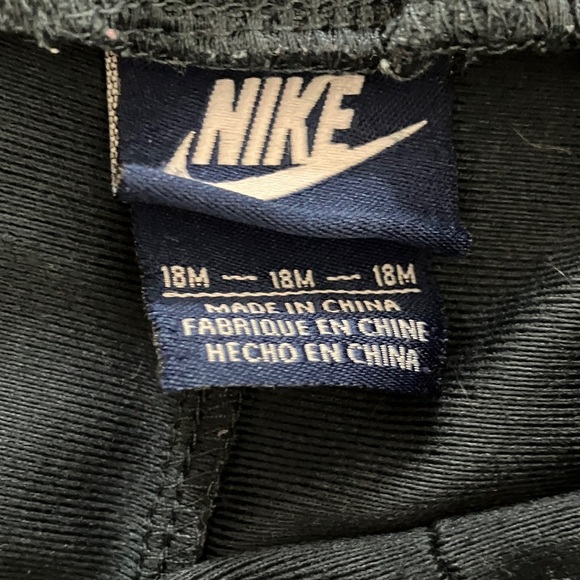 NIKE
18M — 18M — 18M
MADE IN CHINA
FABRIQUE EN CHINE
HECHO EN CHINA